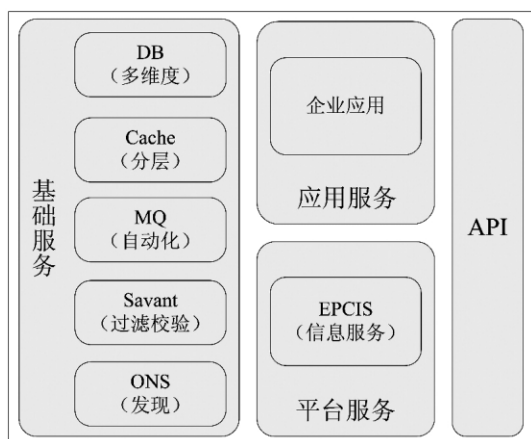 基础服务
DB
（多维度）
Cache
（分层）
MQ
（自动化）
Savant
（过滤校验）
ONS
（发现）
企业应用
应用服务
EPCIS
（信息服务）
平台服务
API